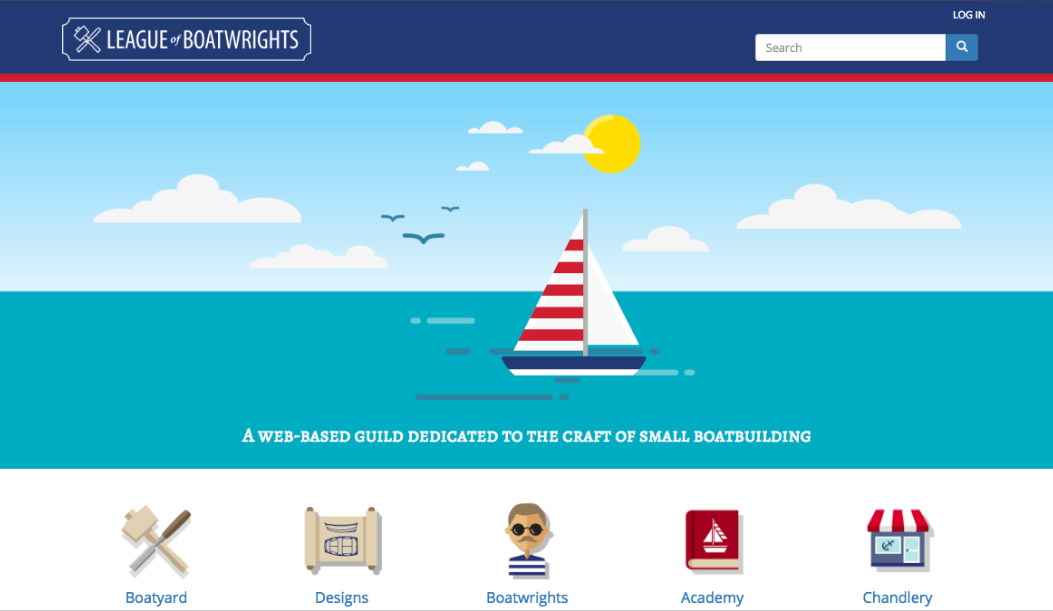 LOG IN
LEAGUE of BOATWRIGHTS
Search
A WEB-BASED GUILD DEDICATED TO THE CRAFT OF SMALL BOATBUILDING
Boatyard
Designs
Boatwrights
Academy
Chandlery